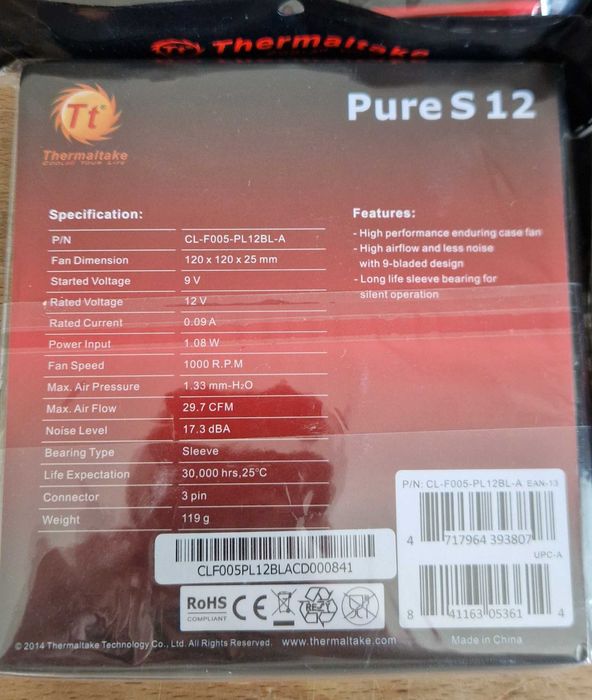 Tt Thermaltake
Tt
Thermaltake
COOLED YOUR LIFE
Pure S 12
Specification:
P/N CL-F005-PL12BL-A
Fan Dimension 120 x 120 x 25 mm
Started Voltage 9 V
Rated Voltage 12 V
Rated Current 0.09 A
Power Input 1.08 W
Fan Speed 1000 R.P.M
Max. Air Pressure 1.33 mm-H₂O
Max. Air Flow 29.7 CFM
Noise Level 17.3 dBA
Bearing Type Sleeve
Life Expectation 30,000 hrs,25°C
Connector 3 pin
Weight 119 g
Features:
- High performance enduring case fan
- High airflow and less noise
with 9-bladed design
- Long life sleeve bearing for
silent operation
P/N: CL-F005-PL12BL-A EAN-13
4 717964 393807
UPC-A
8 41163 05361 4
CLF005PL12BLACD000841
RoHS
COMPLIANT
CE
REZY
© 2014 Thermaltake Technology Co., Ltd. All Rights Reserved. www.thermaltake.com
Made in China